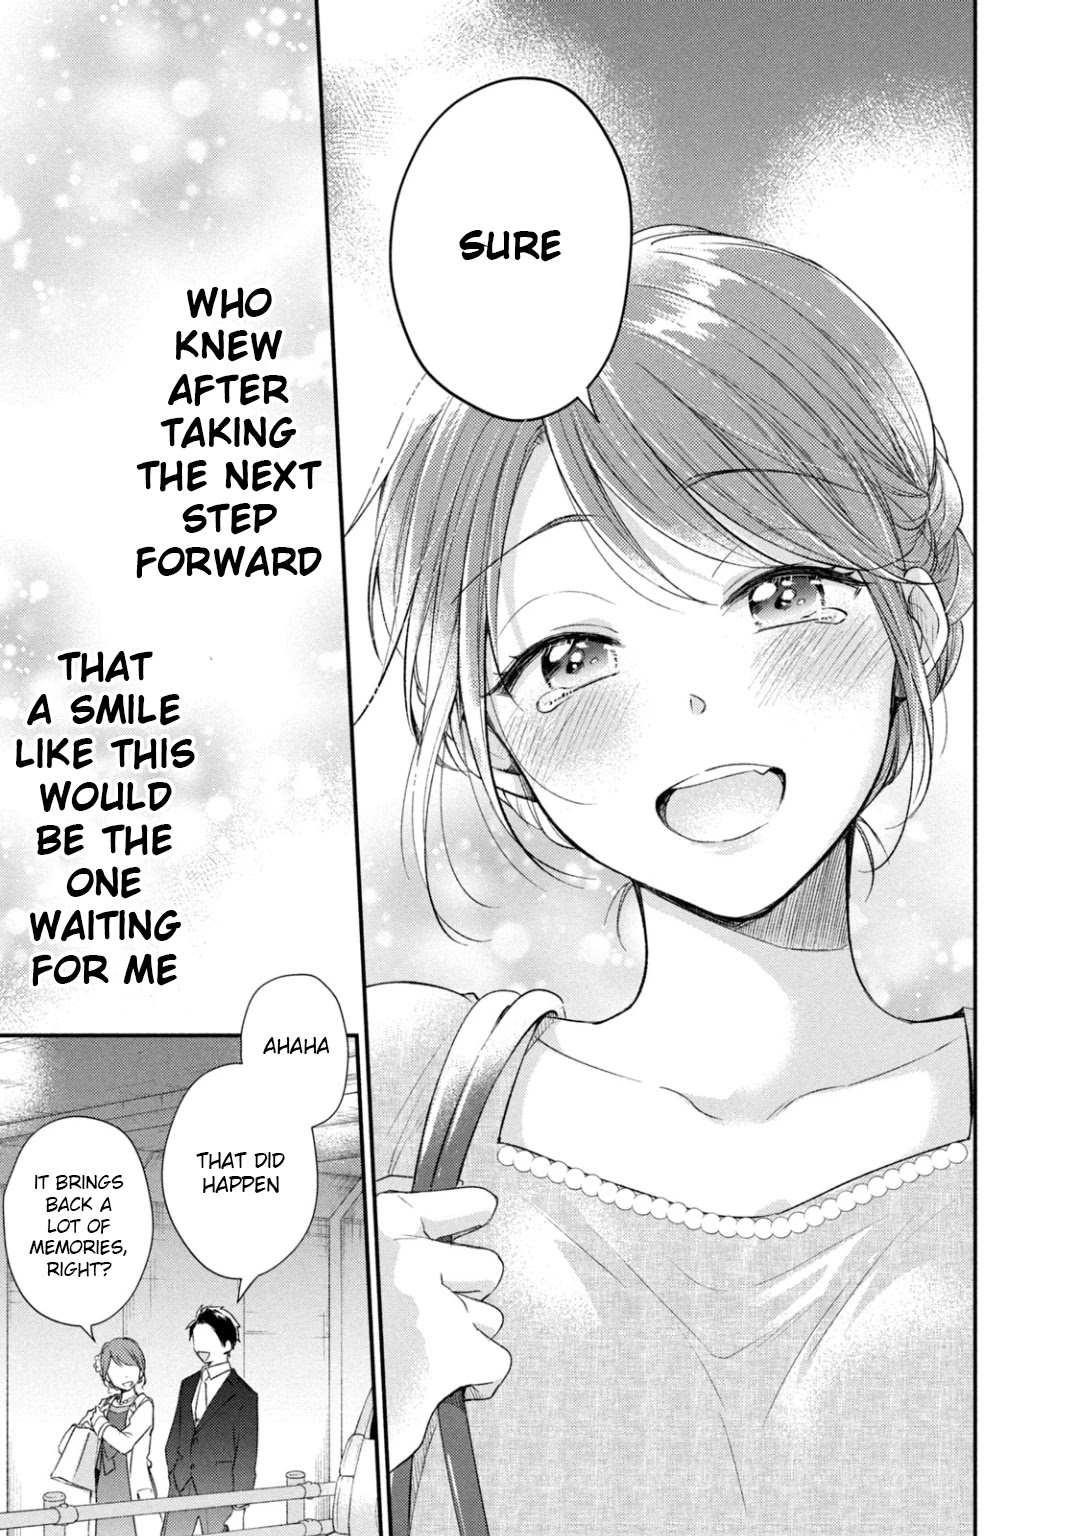 SURE
WHO
KNEW
AFTER
TAKING
THE NEXT
STEP
FORWARD
THAT
A SMILE
LIKE THIS
WOULD
BE THE
ONE
WAITING
FOR ME
AHAHA
THAT DID
HAPPEN
IT BRINGS
BACK A
LOT OF
MEMORIES,
RIGHT?